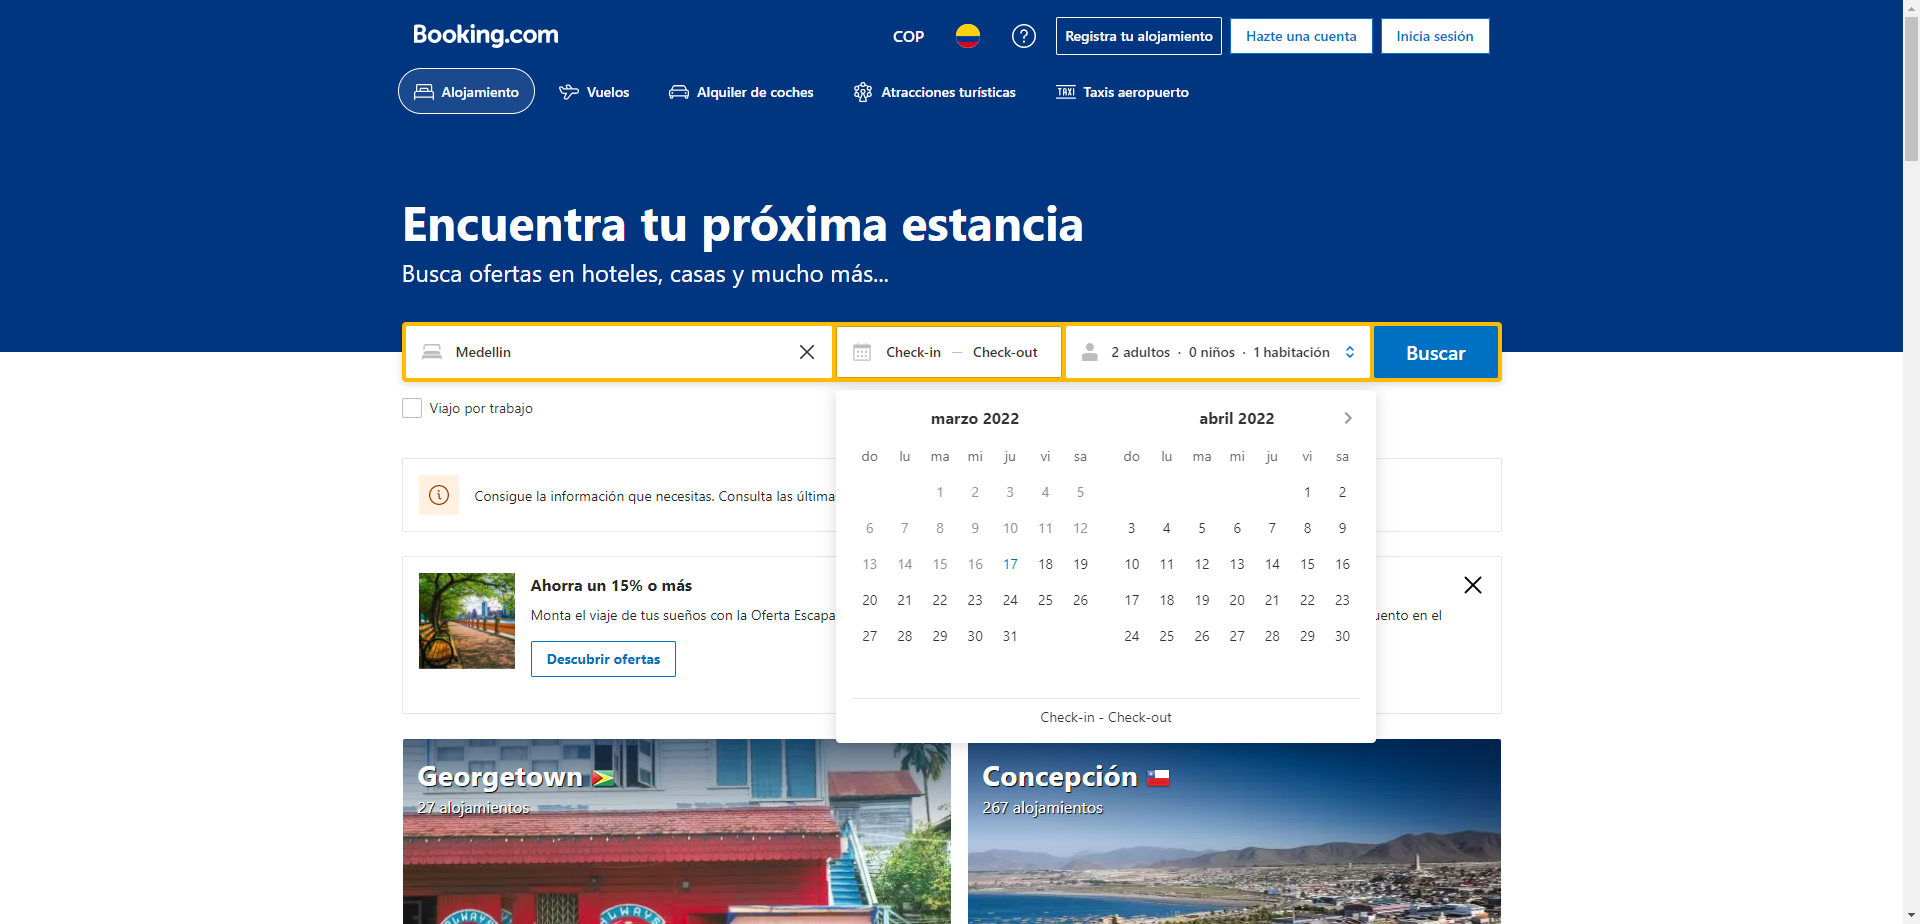 Booking.com
COP
Registra tu alojamiento
Hazte una cuenta
Inicia sesión
Alojamiento
Vuelos
Alquiler de coches
Atracciones turísticas
TAXI
Taxis aeropuerto
Encuentra tu próxima estancia
Busca ofertas en hoteles, casas y mucho más...
Medellin
Check-in — Check-out
2 adultos · 0 niños · 1 habitación
Buscar
Viajo por trabajo
marzo 2022
do lu ma mi ju vi sa
1 2 3 4 5
6 7 8 9 10 11 12
13 14 15 16 17 18 19
20 21 22 23 24 25 26
27 28 29 30 31
abril 2022
do lu ma mi ju vi sa
1 2
3 4 5 6 7 8 9
10 11 12 13 14 15 16
17 18 19 20 21 22 23
24 25 26 27 28 29 30
Check-in - Check-out
Consigue la información que necesitas. Consulta las última
Ahorra un 15% o más
Monta el viaje de tus sueños con la Oferta Escapa
uento en el
Descubrir ofertas
Georgetown
27 alojamientos
Concepción
267 alojamientos
ALWAYS
ALWAYS